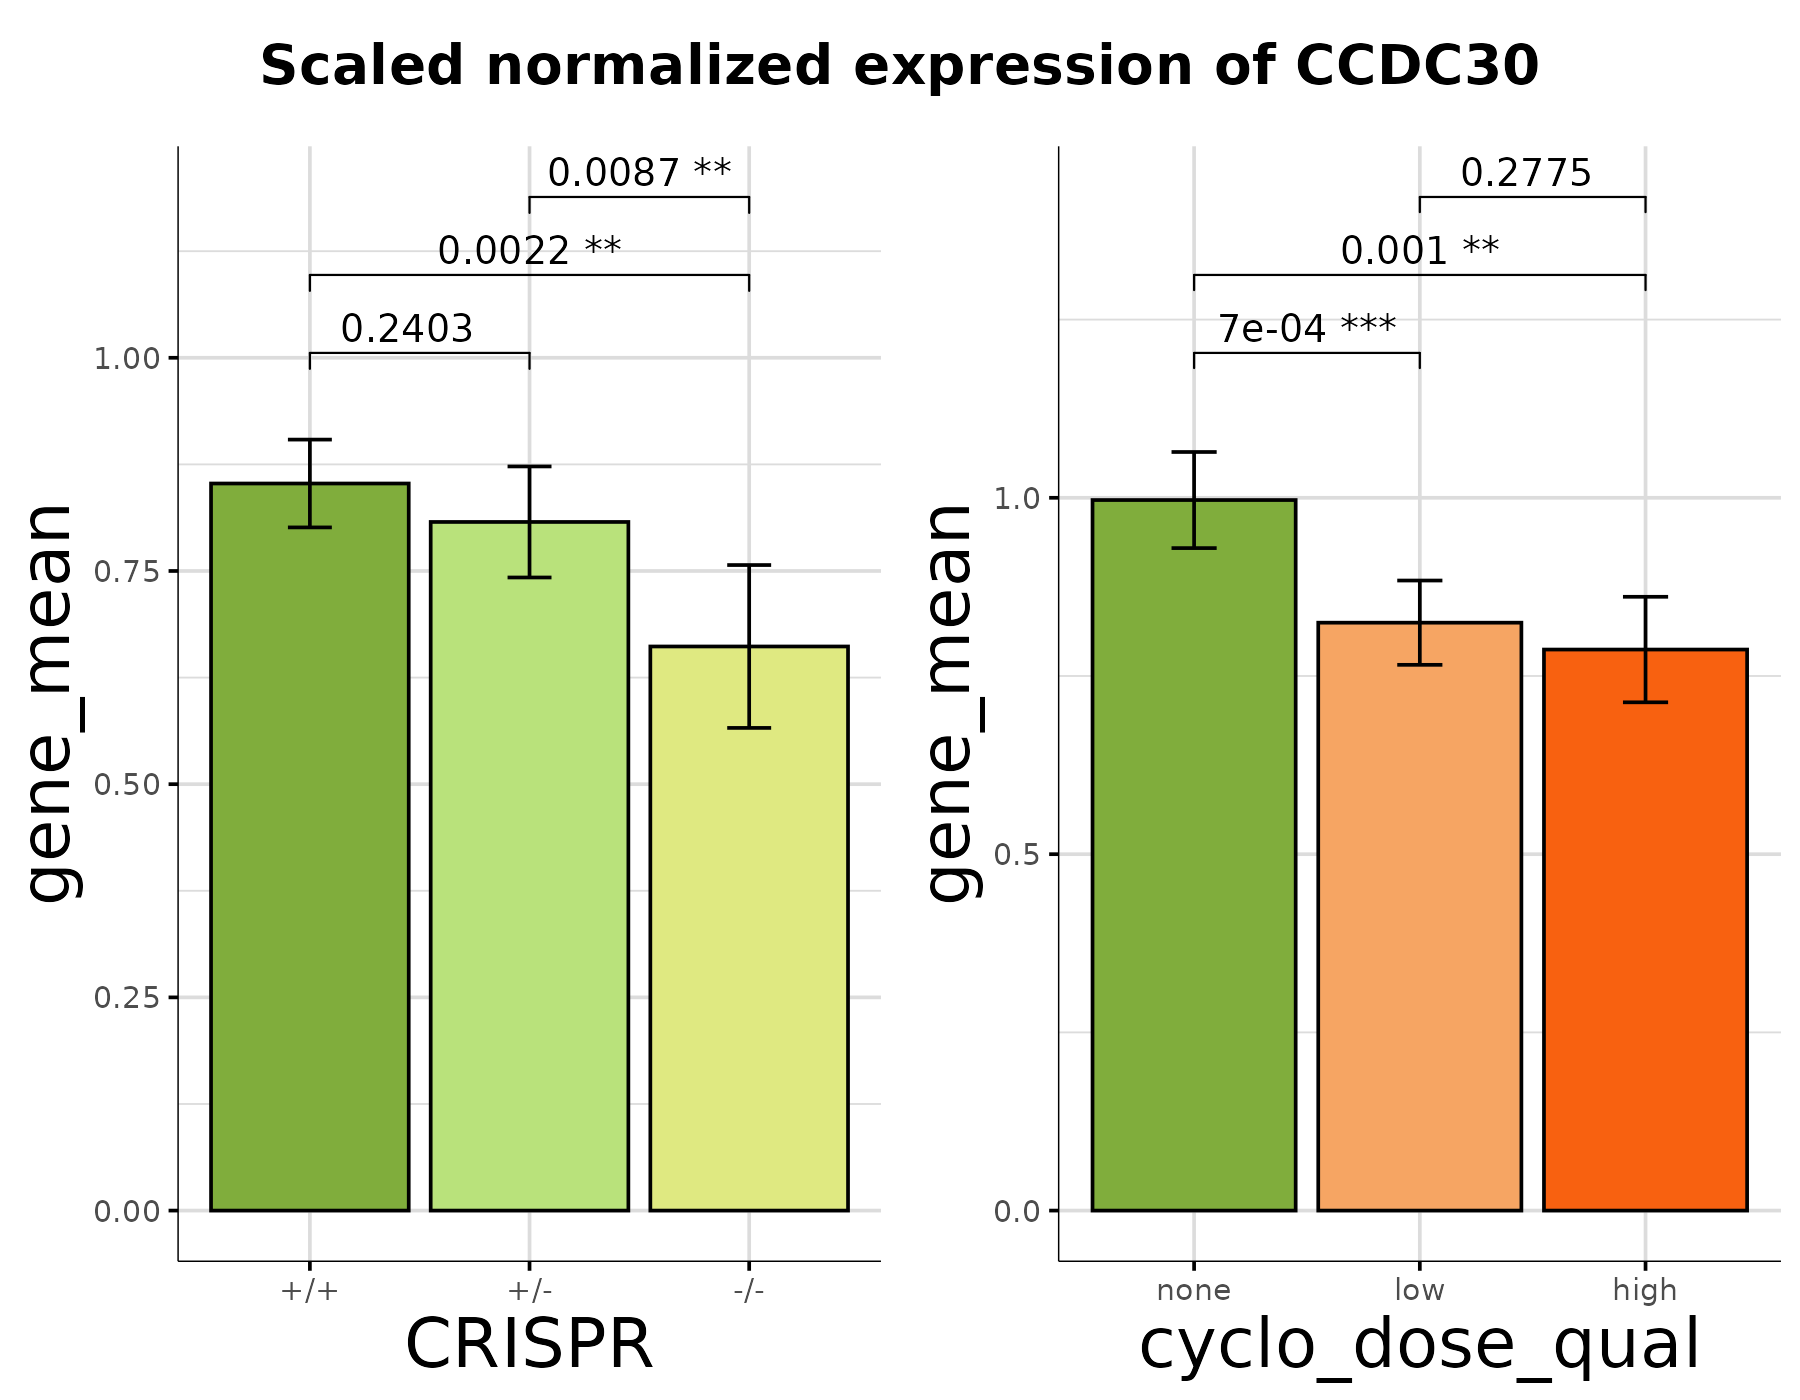 Scaled normalized expression of CCDC30
gene_mean
0.0087 **
0.0022 **
0.2403
1.00
0.75
0.50
0.25
0.00
+/+ +/- -/-
CRISPR
gene_mean
0.2775
0.001 **
7e-04 ***
1.0
0.5
0.0
none low high
cyclo_dose_qual